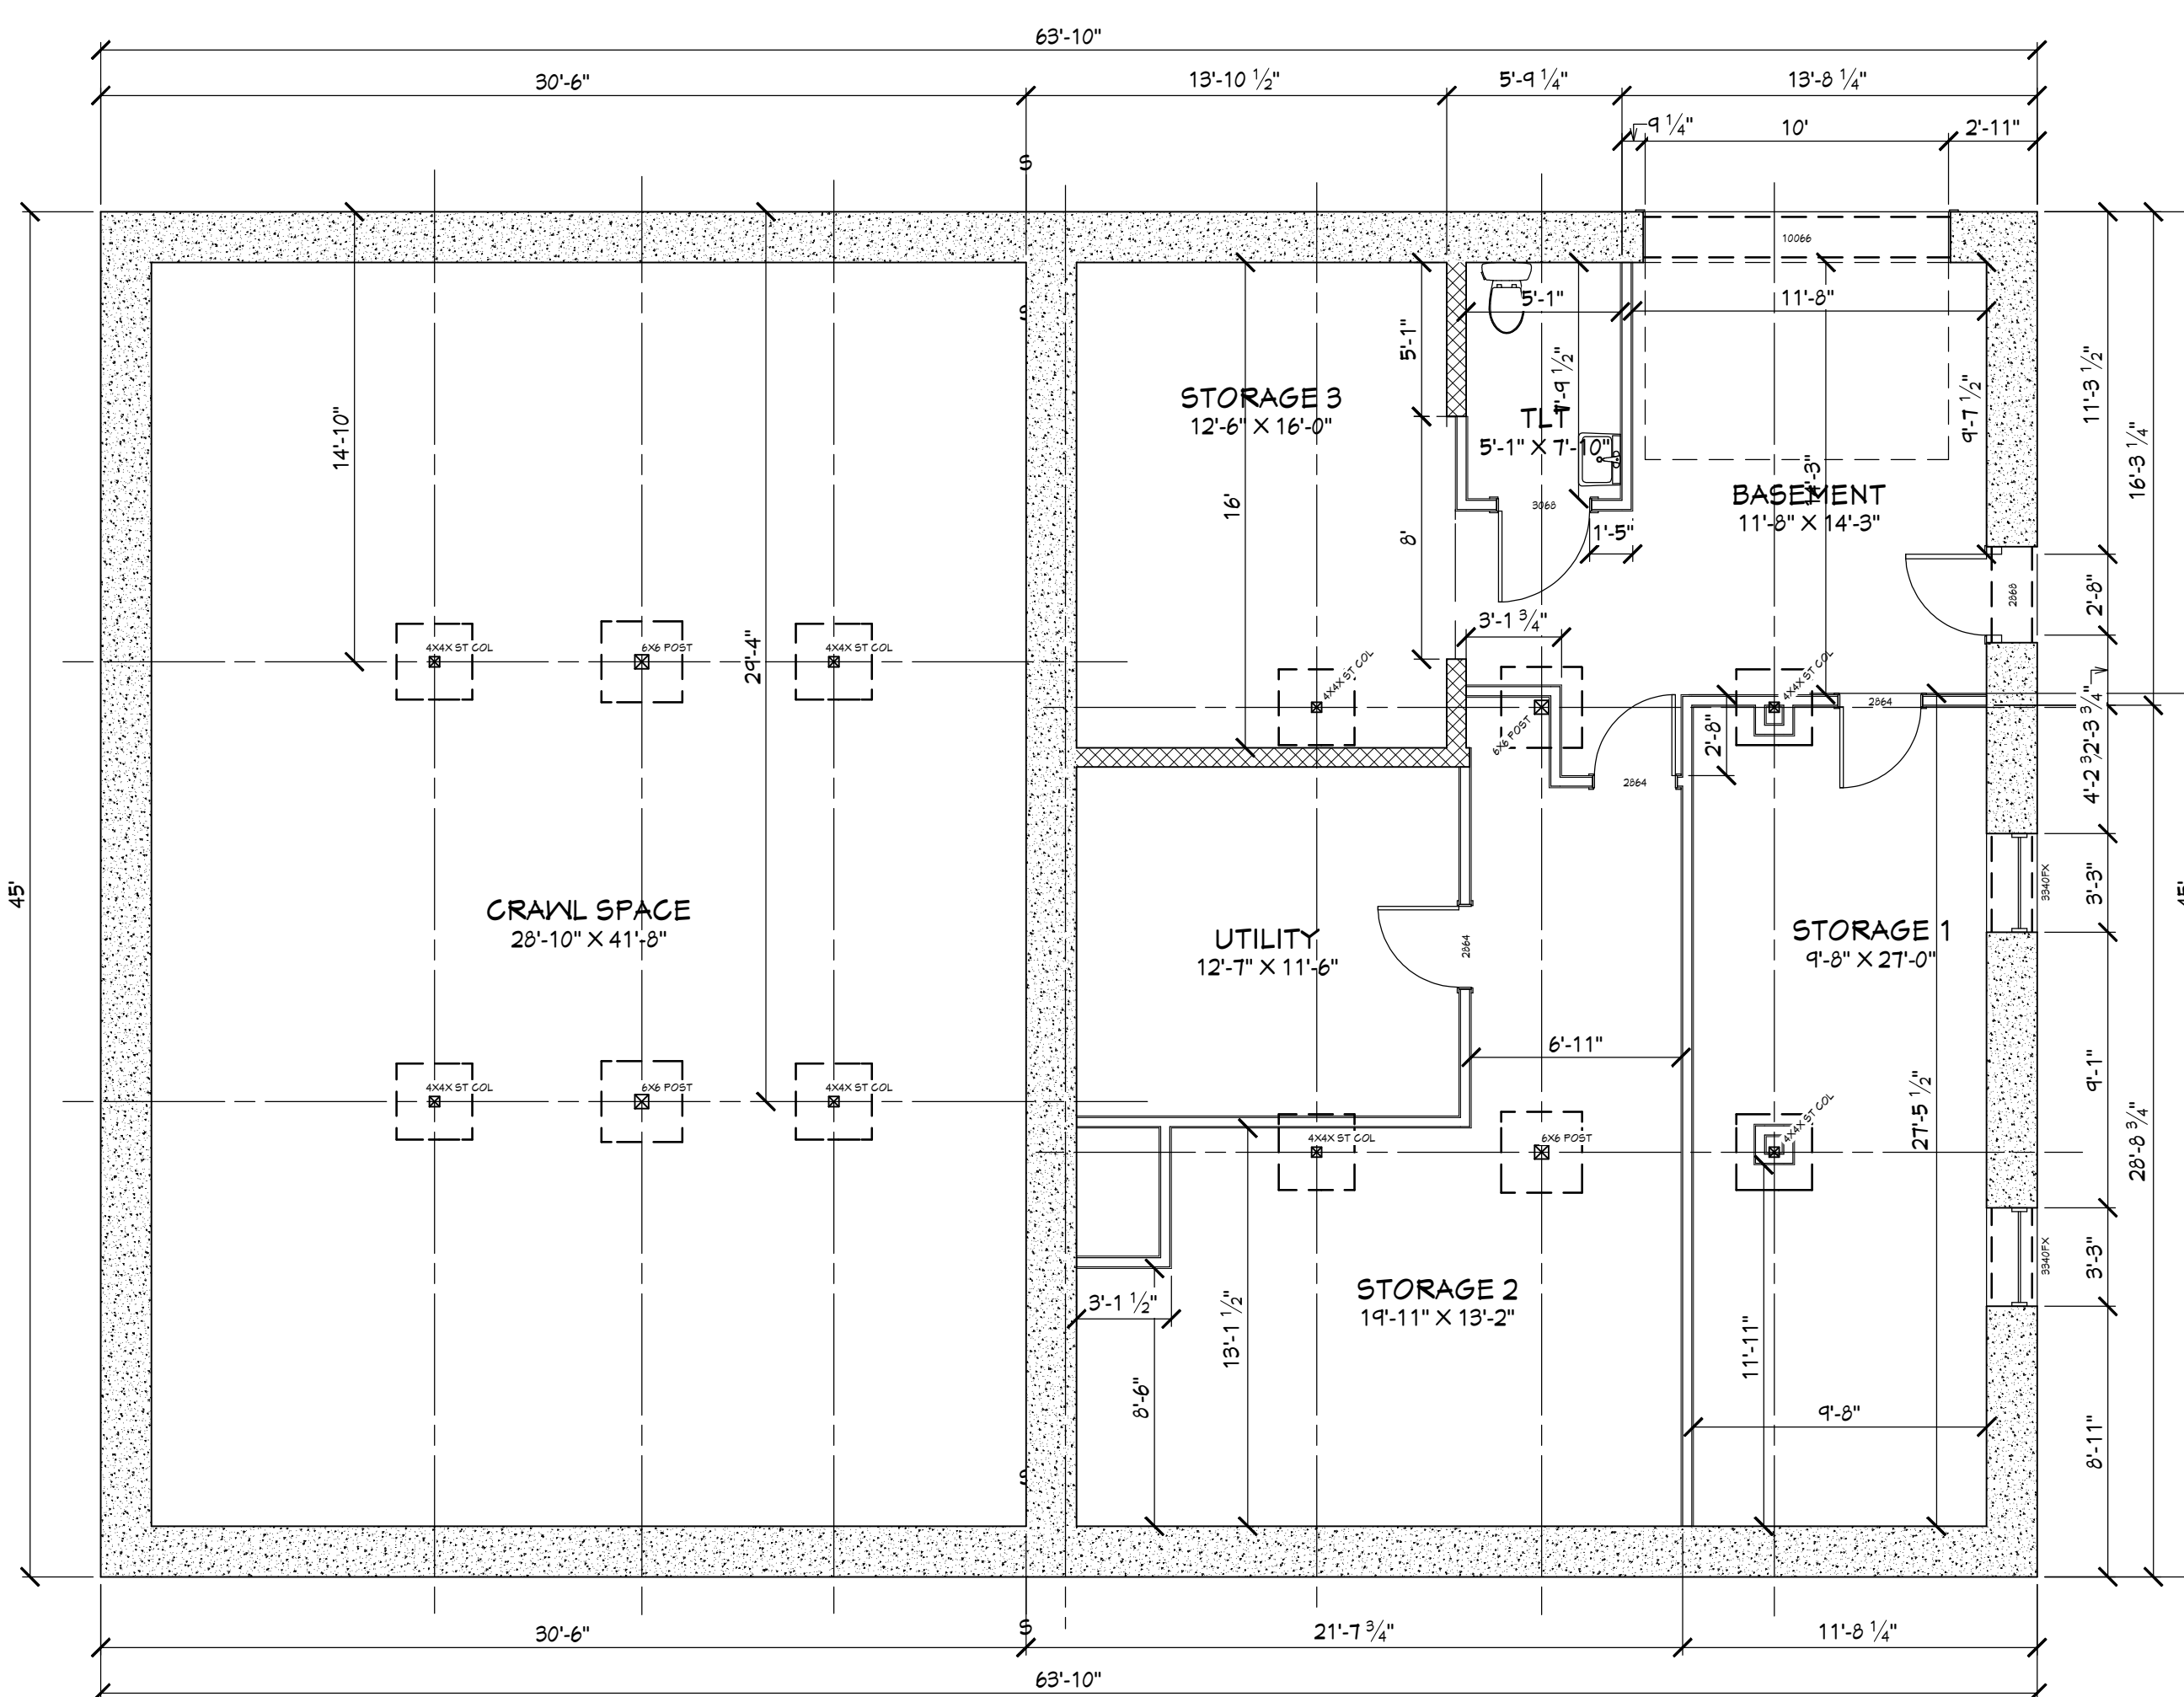 63'-10"
30'-6"
13'-10 1/2"
5'-9 1/4"
13'-8 1/4"
9 1/4"
10'
2'-11"
S
10066
S
5'-1"
11'-8"
5'-1"
11'-3 1/2"
9'-7 1/2"
14'-10"
STORAGE 3
12'-6" X 16'-0"
TLT
5'-1" X 7'-10"
16'-3 1/4"
16'
8'
3068
1'-5"
BASEMENT
11'-8" X 14'-3"
2868
2'-8"
3'-1 3/4"
4X4X ST COL
6X6 POST
4X4X ST COL
29'-4"
4X4X ST COL
6X6 POST
4X4X ST COL
2864
2'-3 3/4"
2'-8"
2864
45'
CRAWL SPACE
28'-10" X 41'-8"
UTILITY
12'-7" X 11'-6"
2864
STORAGE 1
9'-8" X 27'-0"
3340FX
3'-3"
45'
6'-11"
9'-1"
4X4X ST COL
6X6 POST
4X4X ST COL
4X4X ST COL
6X6 POST
4X4X ST COL
27'-5 1/2"
28'-8 3/4"
3340FX
3'-3"
STORAGE 2
19'-11" X 13'-2"
3'-1 1/2"
13'-1 1/2"
11'-11"
8'-6"
9'-8"
8'-11"
S
S
30'-6"
21'-7 3/4"
11'-8 1/4"
63'-10"